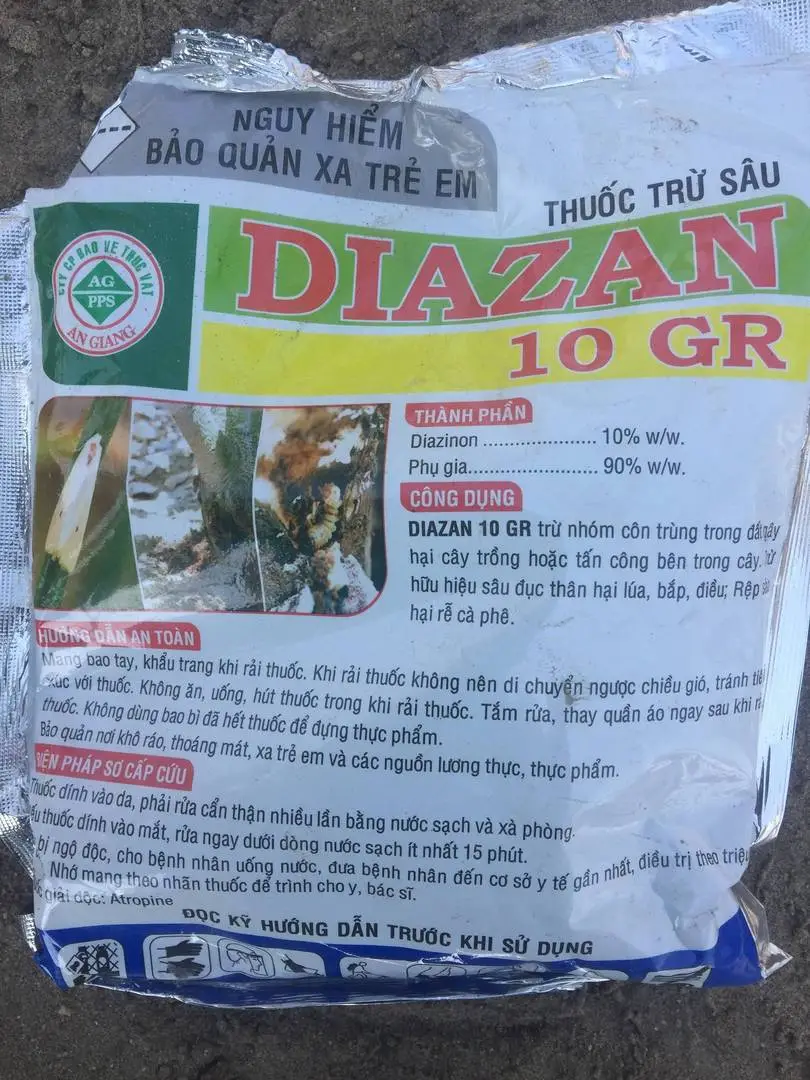 NGUY HIỂM
BẢO QUẢN XA TRẺ EM
THUỐC TRỪ SÂU
DIAZAN
10 GR
CTY CP BẢO VỆ THỰC VẬT
AG
PPS
AN GIANG
THÀNH PHẦN
Diazinon ..................... 10% w/w.
Phụ gia........................ 90% w/w.
CÔNG DỤNG
DIAZAN 10 GR trừ nhóm côn trùng trong đất gây
hại cây trồng hoặc tấn công bên trong cây. Trừ
hữu hiệu sâu đục thân hại lúa, bắp, điều; Rệp
hại rễ cà phê.
HƯỚNG DẪN AN TOÀN
Mang bao tay, khẩu trang khi rải thuốc. Khi rải thuốc không nên di chuyển ngược chiều gió, tránh
xúc với thuốc. Không ăn, uống, hút thuốc trong khi rải thuốc. Tắm rửa, thay quần áo ngay sau khi
thuốc. Không dùng bao bì đã hết thuốc để đựng thực phẩm.
Bảo quản nơi khô ráo, thoáng mát, xa trẻ em và các nguồn lương thực, thực phẩm.
BIỆN PHÁP SƠ CẤP CỨU
Thuốc dính vào da, phải rửa cẩn thận nhiều lần bằng nước sạch và xà phòng.
thuốc dính vào mắt, rửa ngay dưới dòng nước sạch ít nhất 15 phút.
bị ngộ độc, cho bệnh nhân uống nước, đưa bệnh nhân đến cơ sở y tế gần nhất, điều trị theo triệu
Nhớ mang theo nhãn thuốc để trình cho y, bác sĩ.
giải độc: Atropine
ĐỌC KỸ HƯỚNG DẪN TRƯỚC KHI SỬ DỤNG